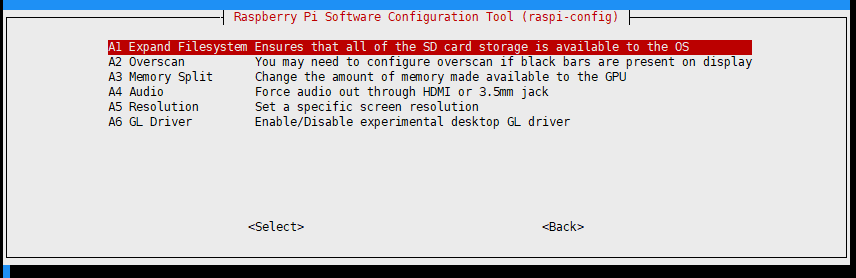 Raspberry Pi Software Configuration Tool (raspi-config)
A1 Expand Filesystem Ensures that all of the SD card storage is available to the OS
A2 Overscan You may need to configure overscan if black bars are present on display
A3 Memory Split Change the amount of memory made available to the GPU
A4 Audio Force audio out through HDMI or 3.5mm jack
A5 Resolution Set a specific screen resolution
A6 GL Driver Enable/Disable experimental desktop GL driver
<Select> <Back>